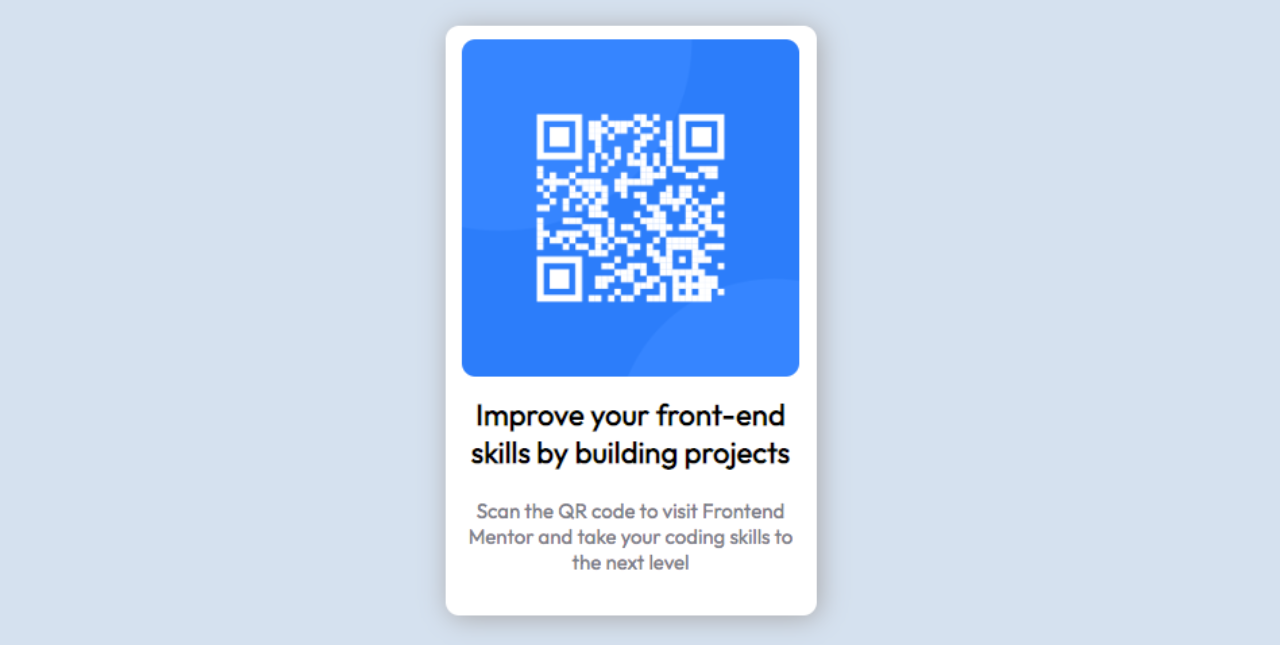 Improve your front-end
skills by building projects
Scan the QR code to visit Frontend
Mentor and take your coding skills to
the next level